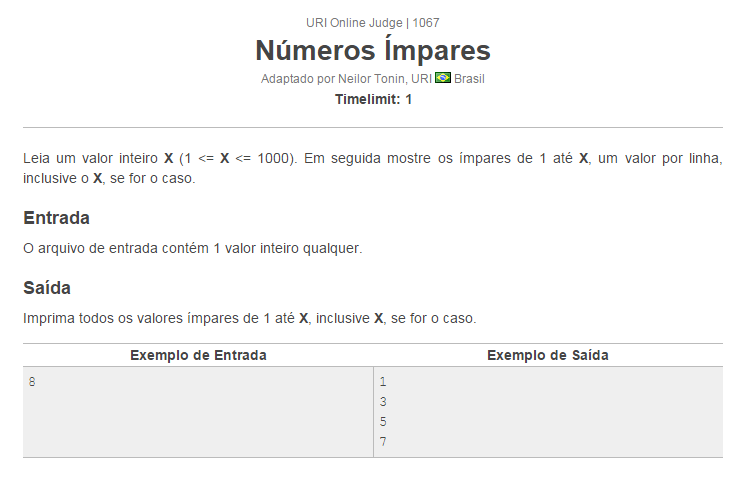 URI Online Judge | 1067
Números Ímpares
Adaptado por Neilor Tonin, URI Brasil
Timelimit: 1
Leia um valor inteiro X (1 <= X <= 1000). Em seguida mostre os ímpares de 1 até X, um valor por linha,
inclusive o X, se for o caso.
Entrada
O arquivo de entrada contém 1 valor inteiro qualquer.
Saída
Imprima todos os valores ímpares de 1 até X, inclusive X, se for o caso.
Exemplo de Entrada Exemplo de Saída
8 1
3
5
7